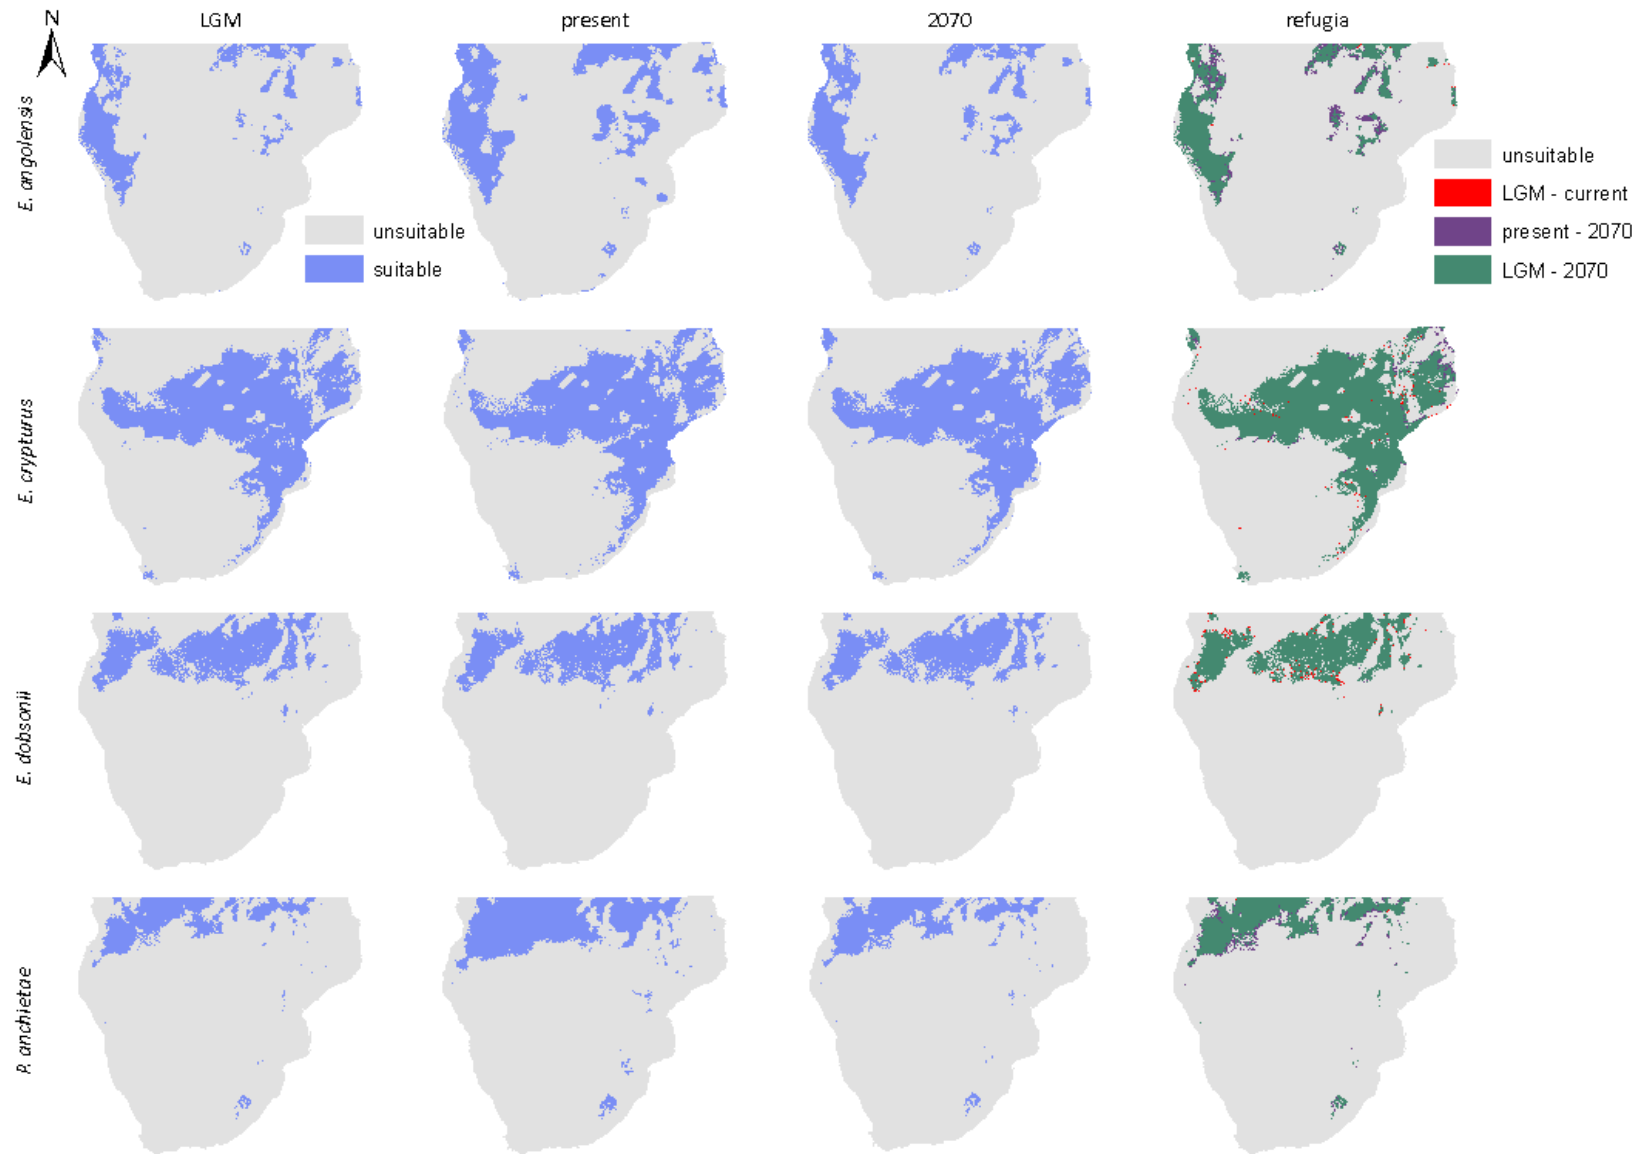 N
LGM
present
2070
refugia
E. angolensis
unsuitable
suitable
unsuitable
LGM - current
present - 2070
LGM - 2070
E. crypturus
E. dobsonii
P. anchietae